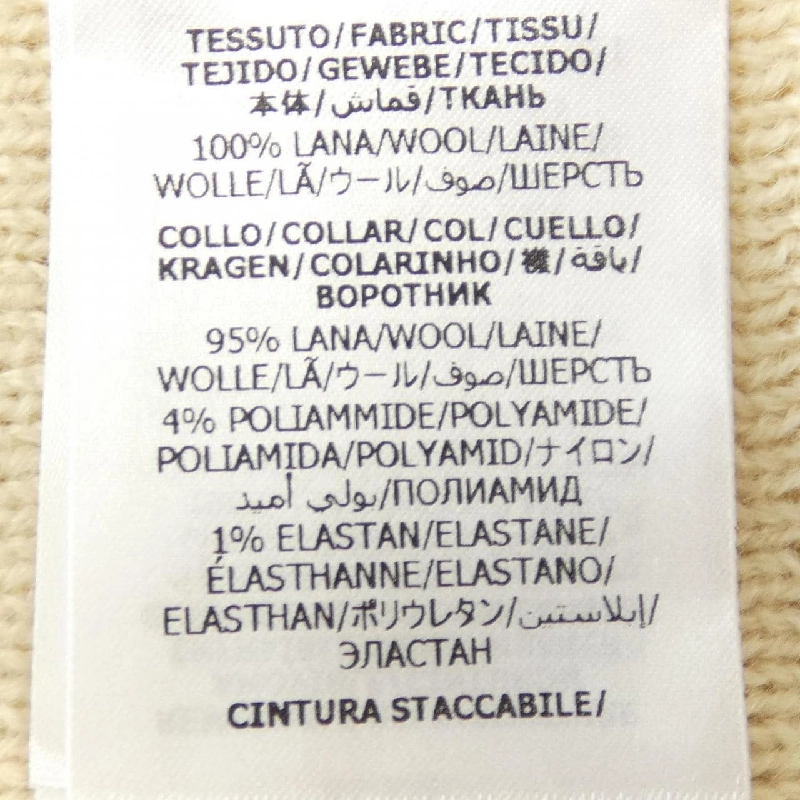 TESSUTO/FABRIC/TISSU/
TEJIDO/GEWEBE/TECIDO/
本体/قماش/ТКАНЬ
100% LANA/WOOL/LAINE/
WOLLE/LÃ/ウール/صوف/ШЕРСТЬ
COLLO/COLLAR/COL/CUELLO/
KRAGEN/COLARINHO/襟/ياقة/
ВОРОТНИК
95% LANA/WOOL/LAINE/
WOLLE/LÃ/ウール/صوف/ШЕРСТЬ
4% POLIAMMIDE/POLYAMIDE/
POLIAMIDA/POLYAMID/ナイロン/
بولي أميد/ПОЛИАМИД
1% ELASTAN/ELASTANE/
ÉLASTHANNE/ELASTANO/
ELASTHAN/ポリウレタン/إيلاستين/
ЭЛАСТАН
CINTURA STACCABILE/